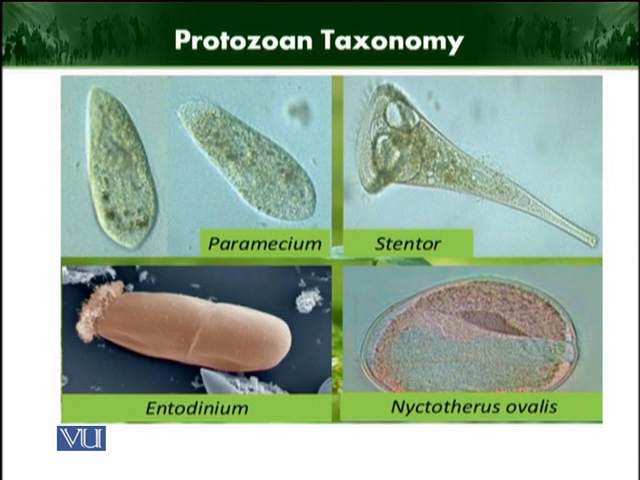 Protozoan Taxonomy
Paramecium
Stentor
Entodinium
Nyctotherus ovalis
VU